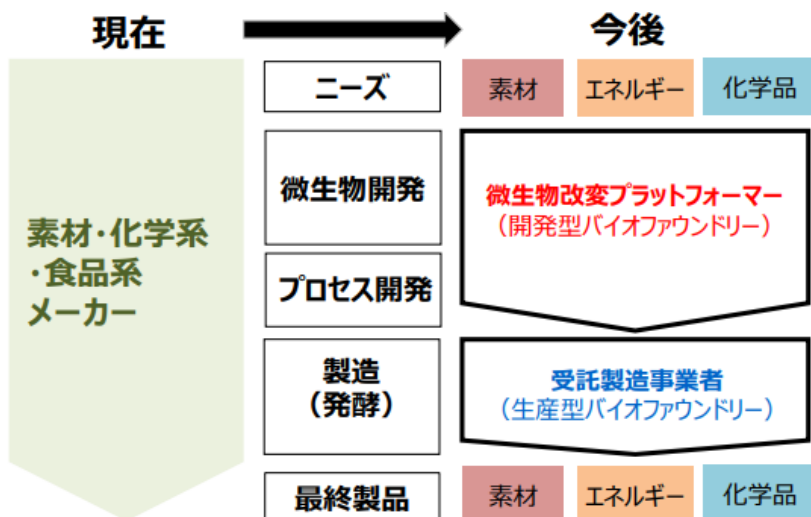 現在
今後
ニーズ
素材
エネルギー
化学品
微生物開発
微生物改変プラットフォーマー
（開発型バイオファウンドリー）
素材・化学系
・食品系
メーカー
プロセス開発
製造
（発酵）
受託製造事業者
（生産型バイオファウンドリー）
最終製品
素材
エネルギー
化学品